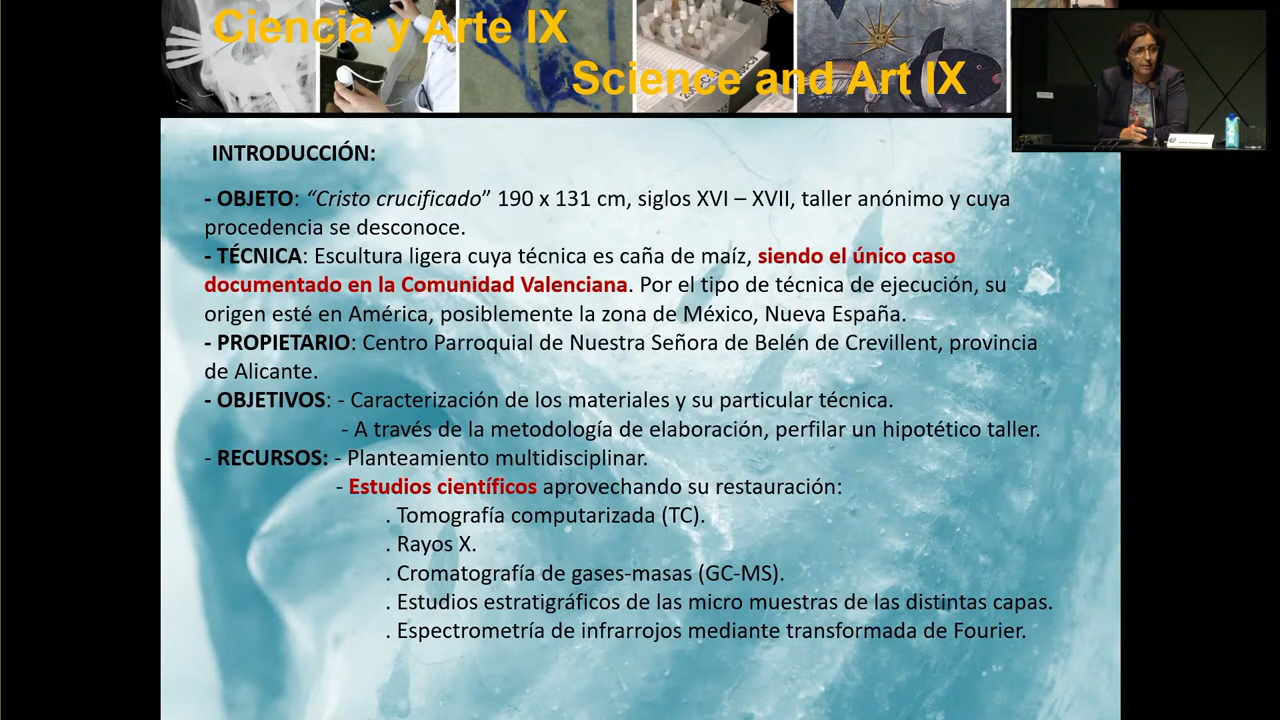 Ciencia y Arte IX
Science and Art IX
INTRODUCCIÓN:
- OBJETO: “Cristo crucificado” 190 x 131 cm, siglos XVI – XVII, taller anónimo y cuya
procedencia se desconoce.
- TÉCNICA: Escultura ligera cuya técnica es caña de maíz, siendo el único caso
documentado en la Comunidad Valenciana. Por el tipo de técnica de ejecución, su
origen esté en América, posiblemente la zona de México, Nueva España.
- PROPIETARIO: Centro Parroquial de Nuestra Señora de Belén de Crevillent, provincia
de Alicante.
- OBJETIVOS: - Caracterización de los materiales y su particular técnica.
- A través de la metodología de elaboración, perfilar un hipotético taller.
- RECURSOS: - Planteamiento multidisciplinar.
- Estudios científicos aprovechando su restauración:
. Tomografía computarizada (TC).
. Rayos X.
. Cromatografía de gases-masas (GC-MS).
. Estudios estratigráficos de las micro muestras de las distintas capas.
. Espectrometría de infrarrojos mediante transformada de Fourier.